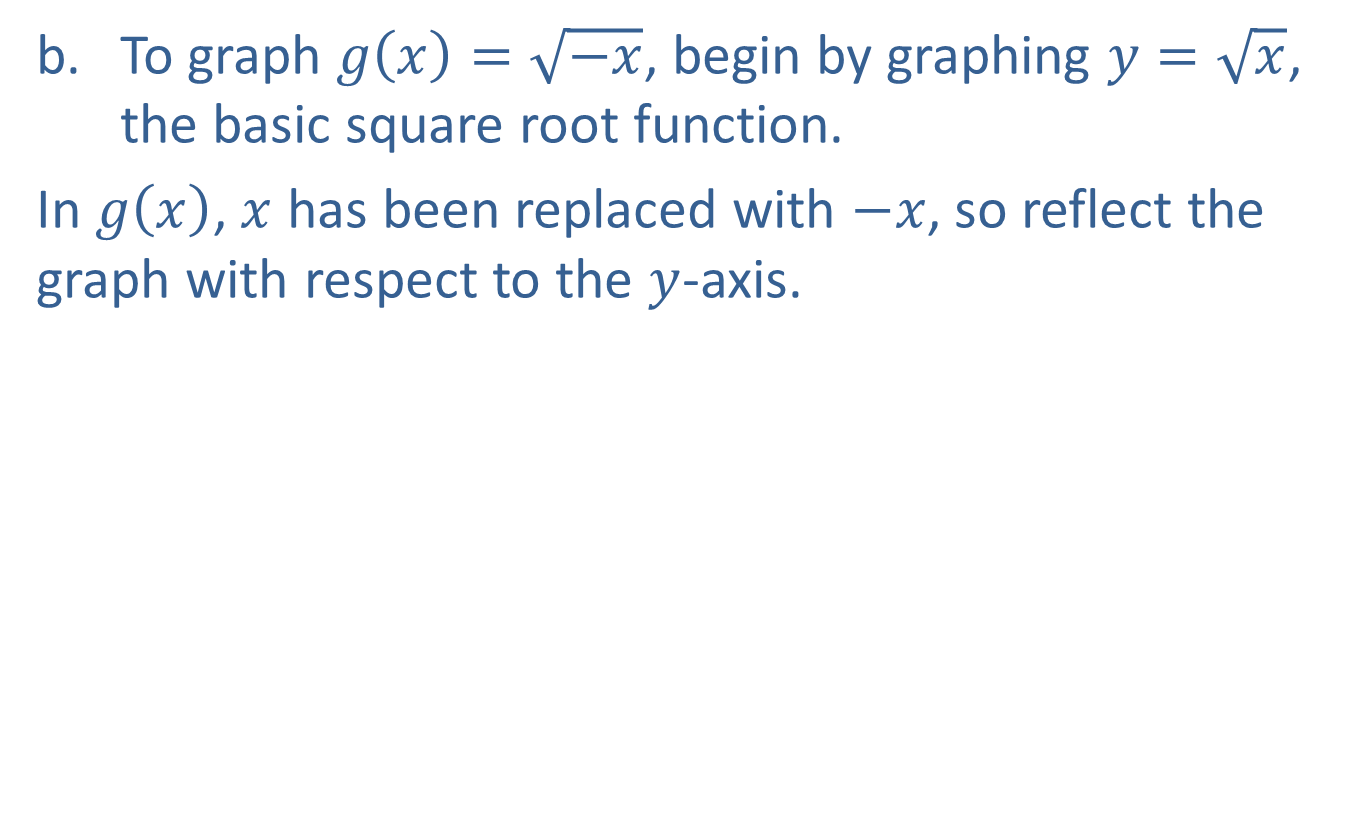 b. To graph g(x) = √−x, begin by graphing y = √x,
the basic square root function.
In g(x), x has been replaced with −x, so reflect the
graph with respect to the y-axis.